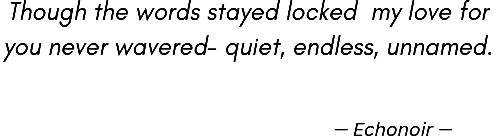 Though the words stayed locked my love for
you never wavered- quiet, endless, unnamed.
— Echonoir —